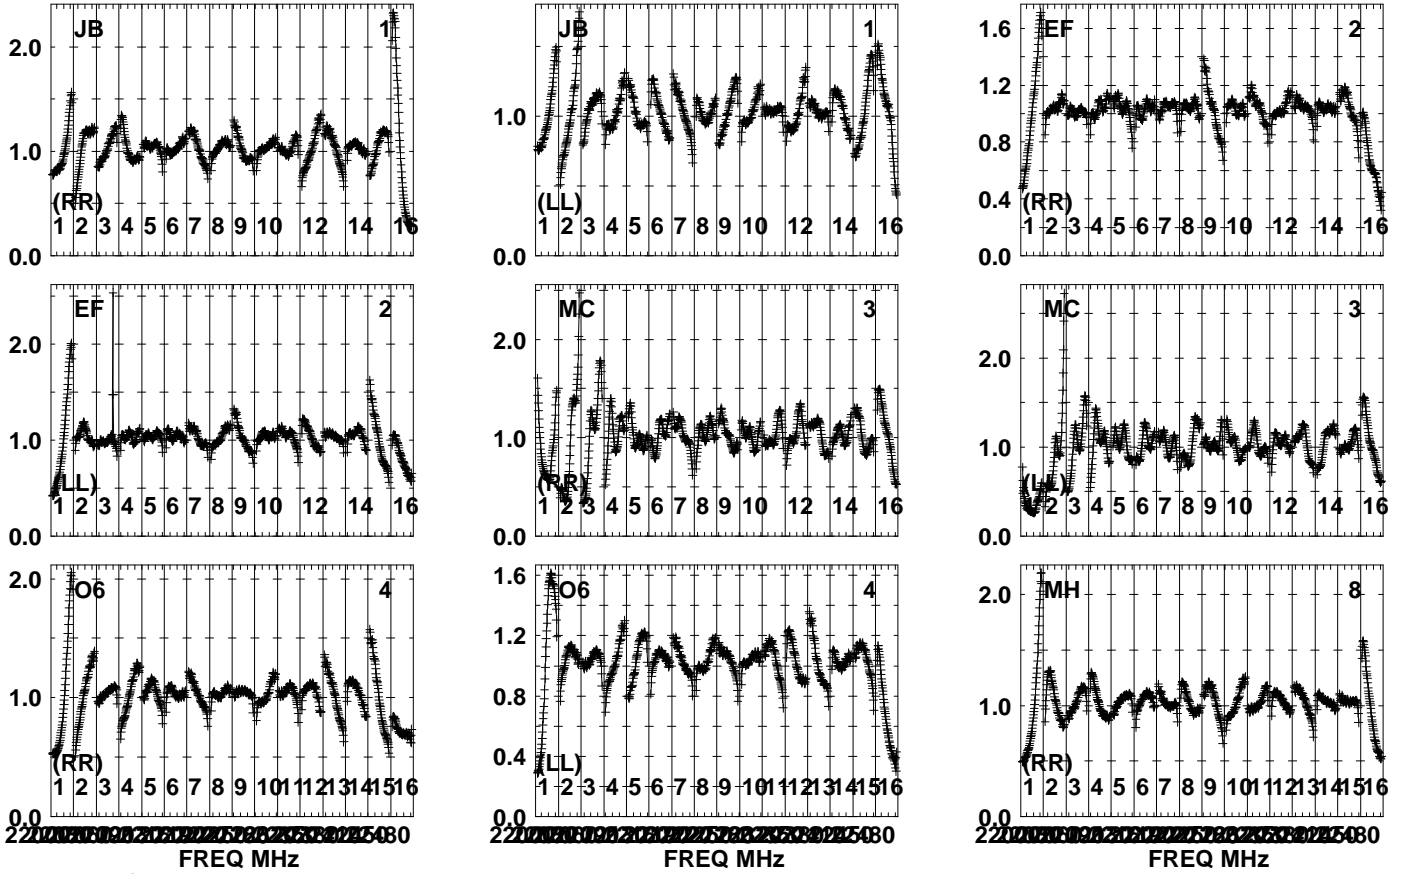 JB 1
2.0
1.0
(RR)
1 2 3 4 5 6 7 8 9 10 12 14 16
0.0
JB 1
1.0
(LL)
1 2 3 4 5 6 7 8 9 10 12 14 16
0.0
EF 2
1.6
1.2
0.8
0.4
(RR)
1 2 3 4 5 6 7 8 9 10 12 14 16
0.0
EF 2
2.0
1.0
(LL)
1 2 3 4 5 6 7 8 9 10 12 14 16
0.0
MC 3
2.0
1.0
(RR)
1 2 3 4 5 6 7 8 9 10 12 14 16
0.0
MC 3
2.0
1.0
(LL)
1 2 3 4 5 6 7 8 9 10 12 14 16
0.0
O6 4
2.0
1.0
(RR)
1 2 3 4 5 6 7 8 9 10 11 12 13 14 15 16
0.0
FREQ MHz
O6 4
1.6
1.2
0.8
0.4
(LL)
1 2 3 4 5 6 7 8 9 10 11 12 13 14 15 16
0.0
FREQ MHz
MH 8
2.0
1.0
(RR)
1 2 3 4 5 6 7 8 9 10 11 12 13 14 15 16
0.0
FREQ MHz